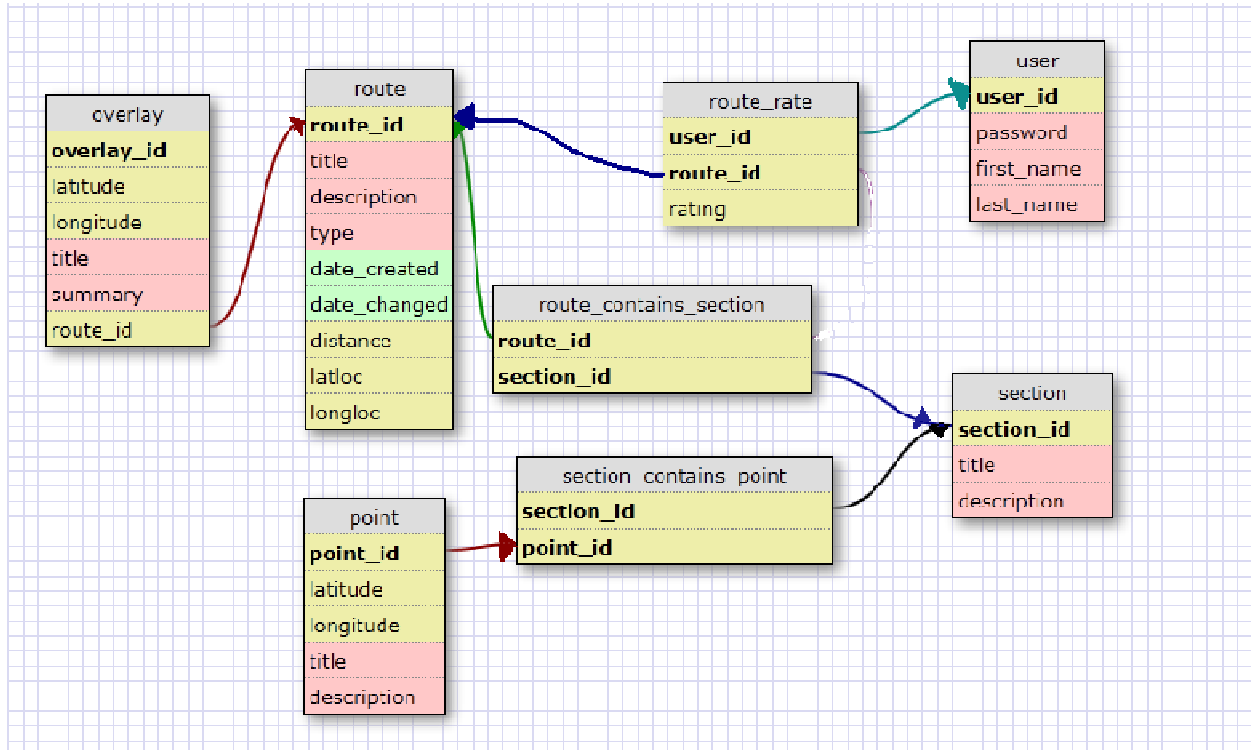 overlay
overlay_id
latitude
longitude
title
summary
route_id
route
route_id
title
description
type
date_created
date_changed
distance
latloc
longloc
route_rate
user_id
route_id
rating
user
user_id
password
first_name
last_name
route_contains_section
route_id
section_id
section
section_id
title
description
section_contains_point
section_id
point_id
point
point_id
latitude
longitude
title
description